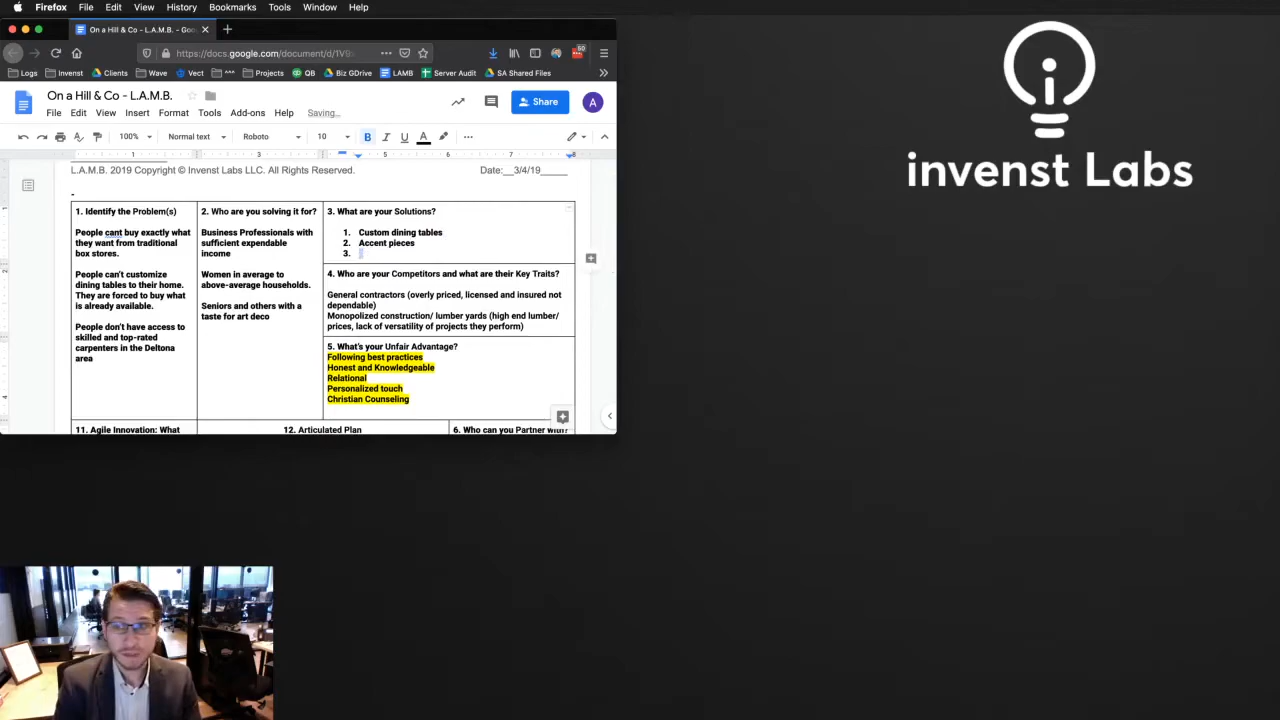 Firefox File Edit View History Bookmarks Tools Window Help
On a Hill & Co - L.A.M.B. - Goo
https://docs.google.com/document/d/1V9
Logs Invenst Clients Wave Vect ^^^ Projects QB Biz GDrive LAMB Server Audit SA Shared Files
50
On a Hill & Co - L.A.M.B.
Share
A
File Edit View Insert Format Tools Add-ons Help Saving...
100% Normal text Roboto 10 B I U A
1 3 5 6 7 8
L.A.M.B. 2019 Copyright © Invenst Labs LLC. All Rights Reserved. Date:__3/4/19_____
-
1. Identify the Problem(s)
People cant buy exactly what
they want from traditional
box stores.
People can't customize
dining tables to their home.
They are forced to buy what
is already available.
People don't have access to
skilled and top-rated
carpenters in the Deltona
area
2. Who are you solving it for?
Business Professionals with
sufficient expendable
income
Women in average to
above-average households.
Seniors and others with a
taste for art deco
3. What are your Solutions?
1. Custom dining tables
2. Accent pieces
3.
4. Who are your Competitors and what are their Key Traits?
General contractors (overly priced, licensed and insured not
dependable)
Monopolized construction/ lumber yards (high end lumber/
prices, lack of versatility of projects they perform)
5. What's your Unfair Advantage?
Following best practices
Honest and Knowledgeable
Relational
Personalized touch
Christian Counseling
11. Agile Innovation: What
12. Articulated Plan
6. Who can you Partner with?
invenst Labs